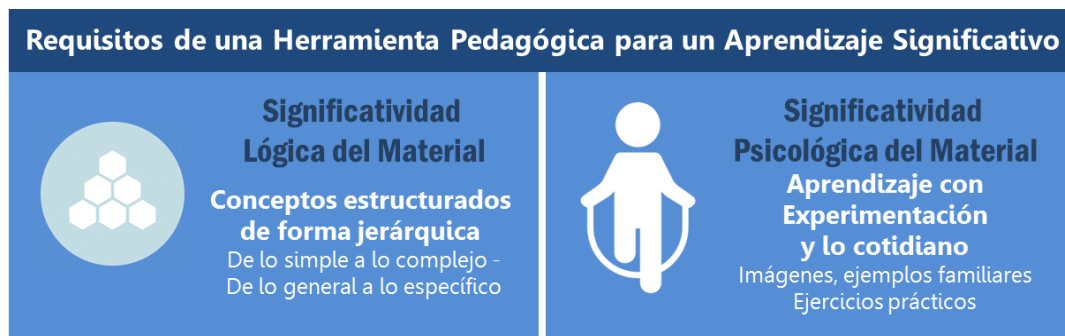 Requisitos de una Herramienta Pedagógica para un Aprendizaje Significativo
Significatividad
Lógica del Material
Conceptos estructurados
de forma jerárquica
De lo simple a lo complejo -
De lo general a lo específico
Significatividad
Psicológica del Material
Aprendizaje con
Experimentación
y lo cotidiano
Imágenes, ejemplos familiares
Ejercicios prácticos